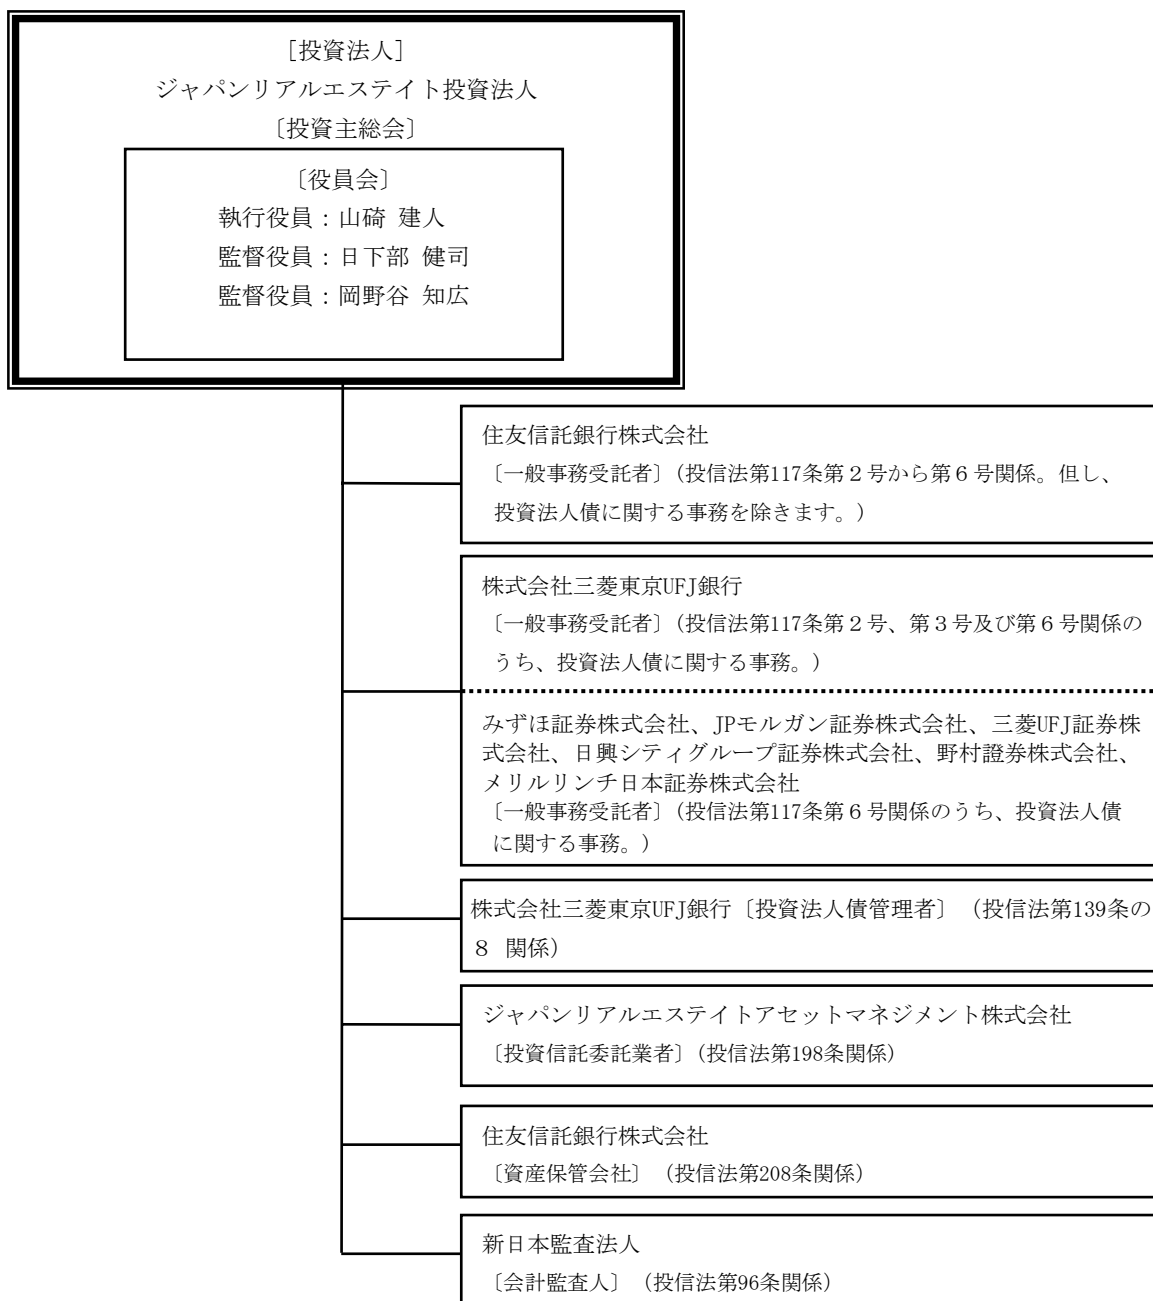 ［投資法人］
ジャパンリアルエステイト投資法人
〔投資主総会〕
〔役員会〕
執行役員：山碕 建人
監督役員：日下部 健司
監督役員：岡野谷 知広
住友信託銀行株式会社
〔一般事務受託者〕（投信法第117条第２号から第６号関係。但し、
投資法人債に関する事務を除きます。）
株式会社三菱東京UFJ銀行
〔一般事務受託者〕（投信法第117条第２号、第３号及び第６号関係の
うち、投資法人債に関する事務。）
みずほ証券株式会社、JPモルガン証券株式会社、三菱UFJ証券株
式会社、日興シティグループ証券株式会社、野村證券株式会社、
メリルリンチ日本証券株式会社
〔一般事務受託者〕（投信法第117条第６号関係のうち、投資法人債
に関する事務。）
株式会社三菱東京UFJ銀行〔投資法人債管理者〕（投信法第139条の
８ 関係）
ジャパンリアルエステイトアセットマネジメント株式会社
〔投資信託委託業者〕（投信法第198条関係）
住友信託銀行株式会社
〔資産保管会社〕（投信法第208条関係）
新日本監査法人
〔会計監査人〕（投信法第96条関係）